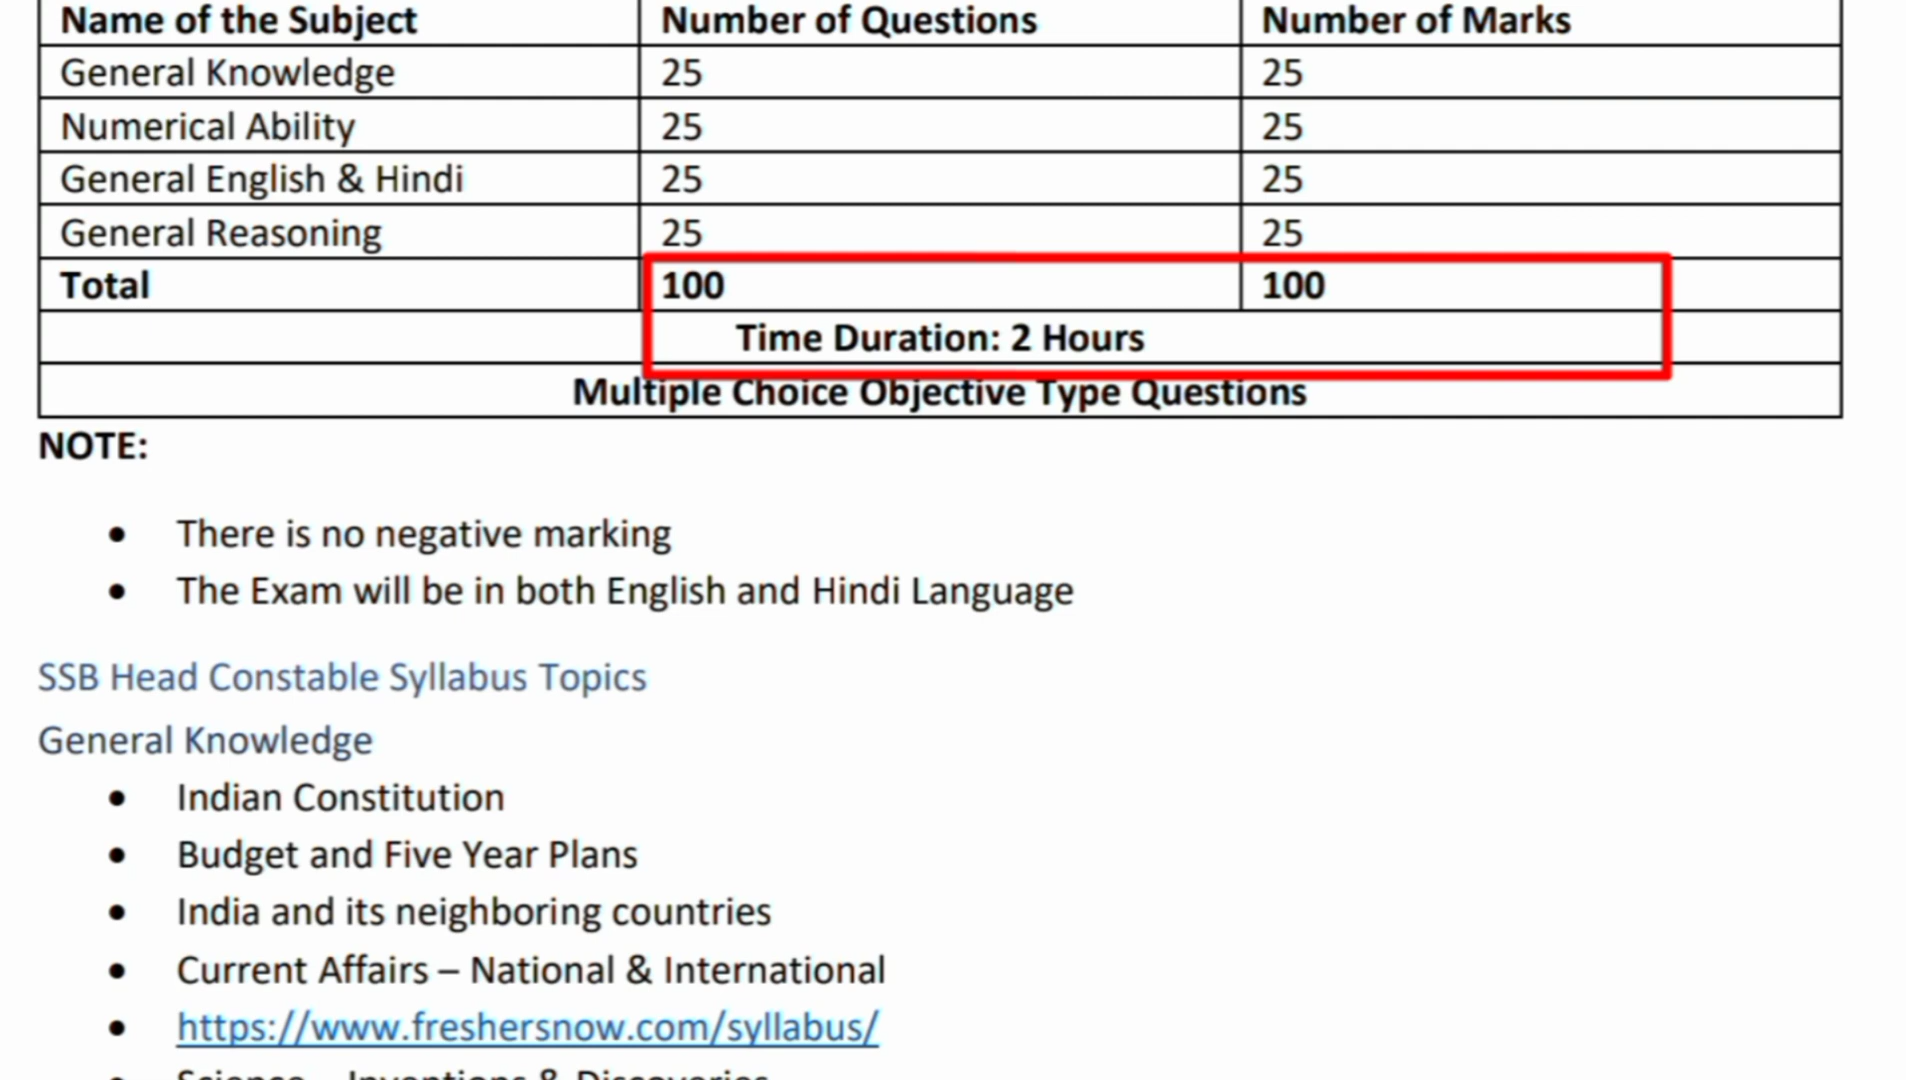 Name of the Subject Number of Questions Number of Marks
General Knowledge 25 25
Numerical Ability 25 25
General English & Hindi 25 25
General Reasoning 25 25
Total 100 100
Time Duration: 2 Hours
Multiple Choice Objective Type Questions
NOTE:
• There is no negative marking
• The Exam will be in both English and Hindi Language
SSB Head Constable Syllabus Topics
General Knowledge
• Indian Constitution
• Budget and Five Year Plans
• India and its neighboring countries
• Current Affairs – National & International
• https://www.freshersnow.com/syllabus/
• Science – Inventions & Discoveries